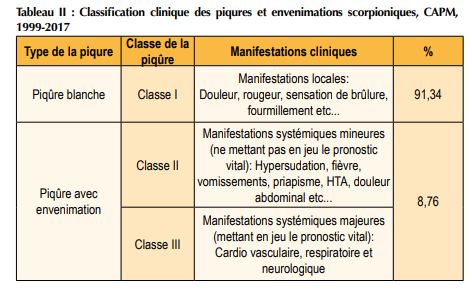 Tableau II : Classification clinique des piqures et envenimations scorpioniques, CAPM,
1999-2017
Type de la piqure
Classe de la
piqûre
Manifestations cliniques
%
Piqûre blanche
Classe I
Manifestations locales:
Douleur, rougeur, sensation de brûlure,
fourmillement etc...
91,34
Piqûre avec
envenimation
Classe II
Manifestations systémiques mineures
(ne mettant pas en jeu le pronostic
vital): Hypersudation, fièvre,
vomissements, priapisme, HTA, douleur
abdominal etc...
8,76
Classe III
Manifestations systémiques majeures
(mettant en jeu le pronostic vital):
Cardio vasculaire, respiratoire et
neurologique